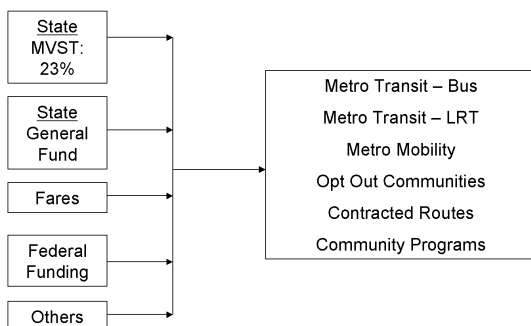 State
MVST:
23%
State
General
Fund
Fares
Federal
Funding
Others
Metro Transit – Bus
Metro Transit – LRT
Metro Mobility
Opt Out Communities
Contracted Routes
Community Programs